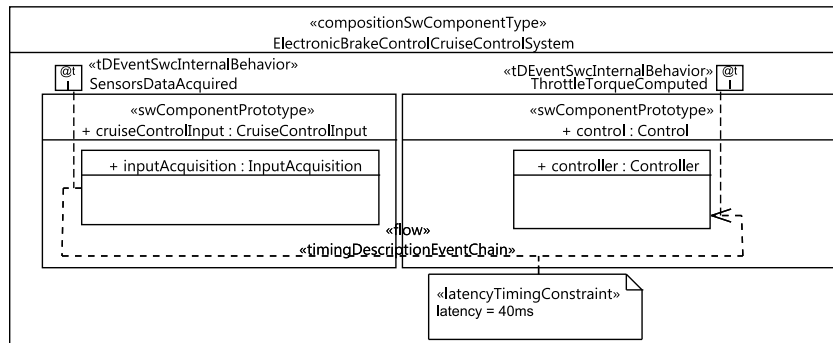 «compositionSwComponentType»
ElectronicBrakeControlCruiseControlSystem
«tDEventSwcInternalBehavior»
@t
I
SensorsDataAcquired
«tDEventSwcInternalBehavior»
@t
I
ThrottleTorqueComputed
«swComponentPrototype»
+ cruiseControlInput : CruiseControlInput
«swComponentPrototype»
+ control : Control
+ inputAcquisition : InputAcquisition
+ controller : Controller
«flow»
«timingDescriptionEventChain»
«latencyTimingConstraint»
latency = 40ms